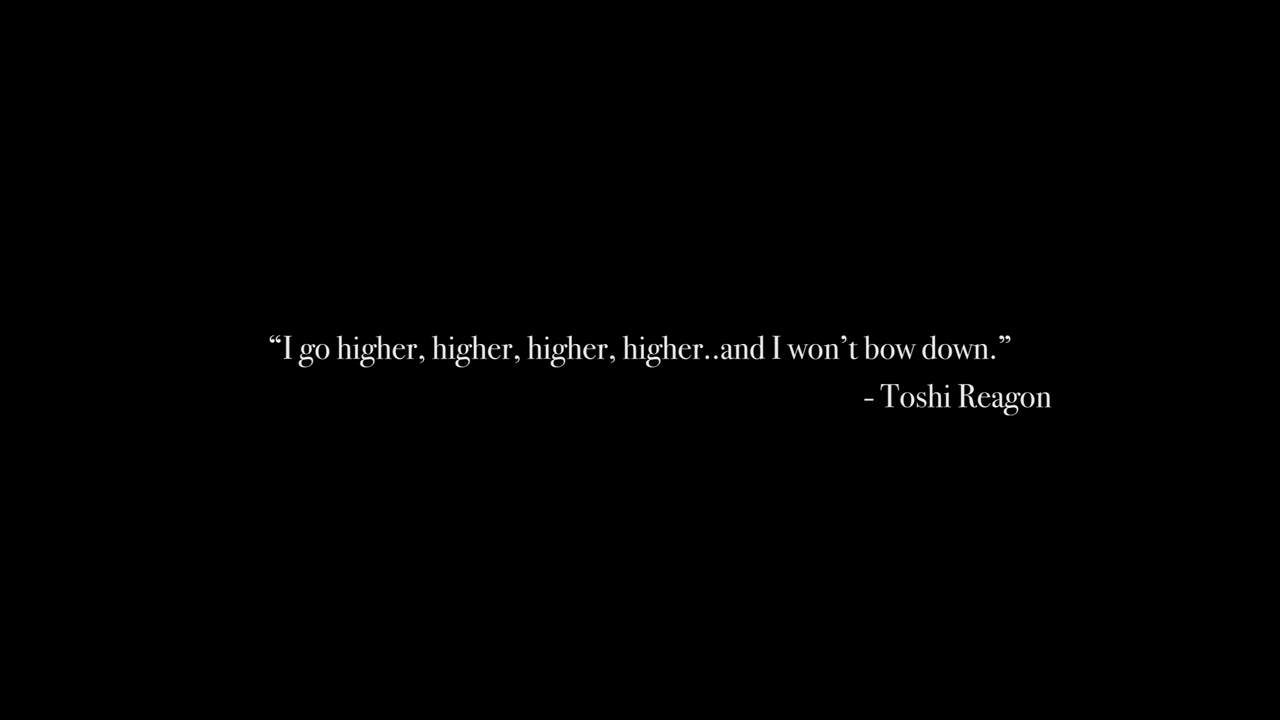 “I go higher, higher, higher, higher..and I won’t bow down.”
- Toshi Reagon